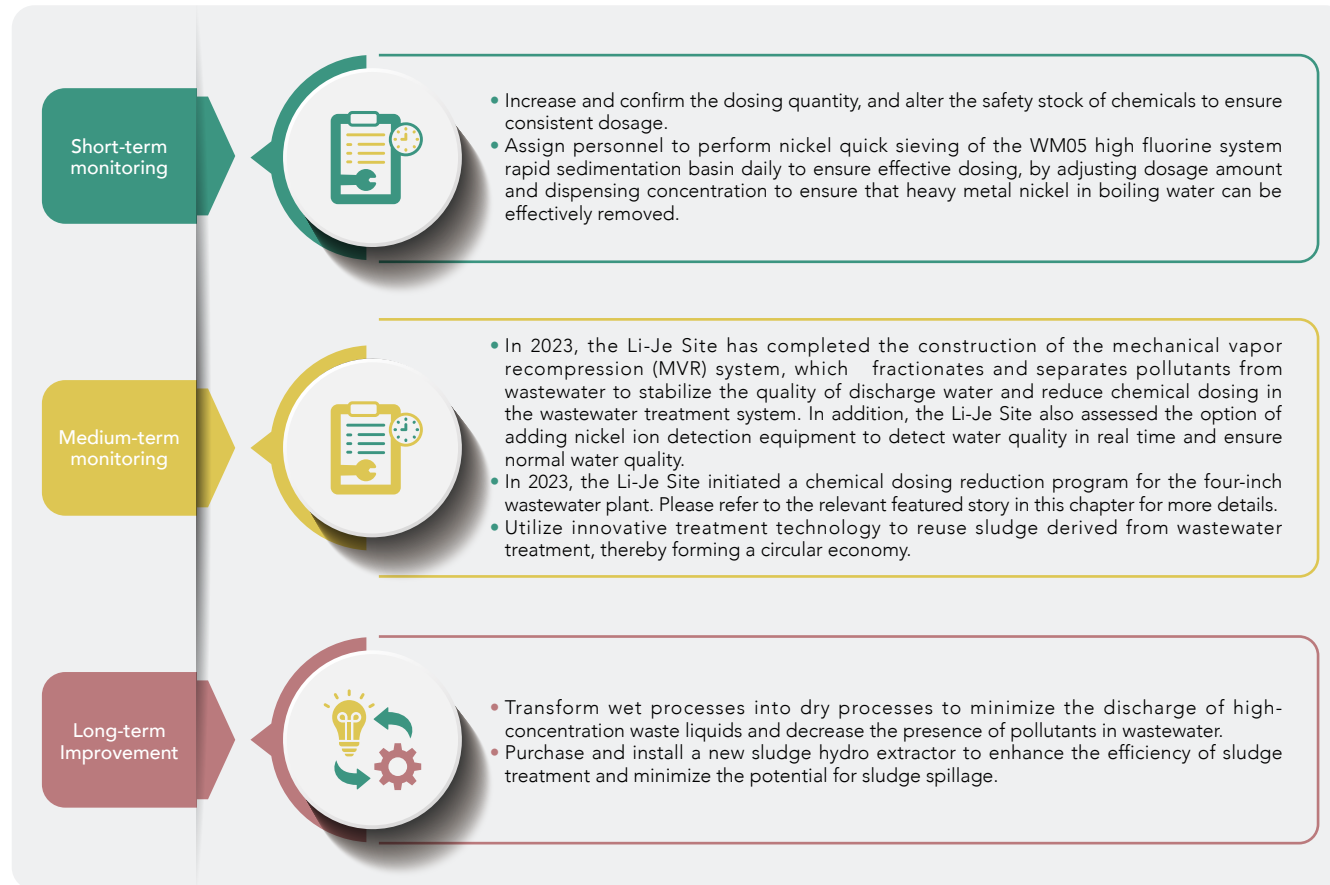 Short-term
monitoring
• Increase and confirm the dosing quantity, and alter the safety stock of chemicals to ensure
consistent dosage.
• Assign personnel to perform nickel quick sieving of the WM05 high fluorine system
rapid sedimentation basin daily to ensure effective dosing, by adjusting dosage amount
and dispensing concentration to ensure that heavy metal nickel in boiling water can be
effectively removed.
Medium-term
monitoring
• In 2023, the Li-Je Site has completed the construction of the mechanical vapor
recompression (MVR) system, which fractionates and separates pollutants from
wastewater to stabilize the quality of discharge water and reduce chemical dosing in
the wastewater treatment system. In addition, the Li-Je Site also assessed the option of
adding nickel ion detection equipment to detect water quality in real time and ensure
normal water quality.
• In 2023, the Li-Je Site initiated a chemical dosing reduction program for the four-inch
wastewater plant. Please refer to the relevant featured story in this chapter for more details.
• Utilize innovative treatment technology to reuse sludge derived from wastewater
treatment, thereby forming a circular economy.
Long-term
Improvement
• Transform wet processes into dry processes to minimize the discharge of high-
concentration waste liquids and decrease the presence of pollutants in wastewater.
• Purchase and install a new sludge hydro extractor to enhance the efficiency of sludge
treatment and minimize the potential for sludge spillage.